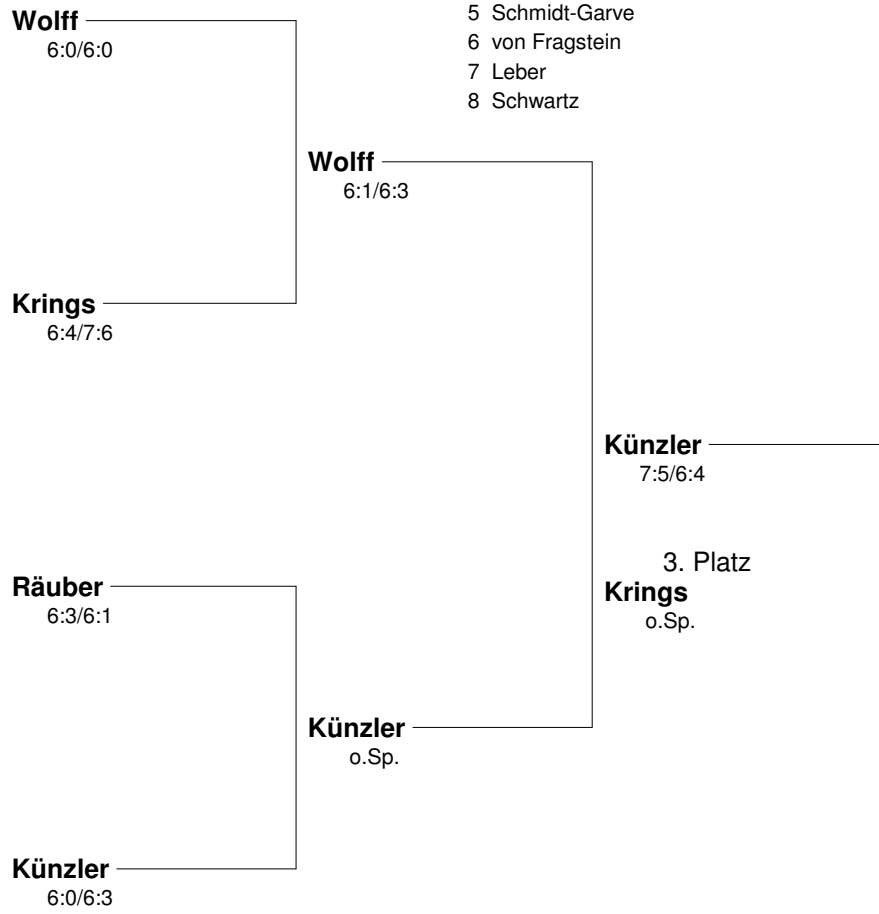 5 Schmidt-Garve
Wolff
6:0/6:0
6 von Fragstein
7 Leber
8 Schwartz
Wolff
6:1/6:3
Krings
6:4/7:6
Künzler
7:5/6:4
3. Platz
Räuber
Krings
6:3/6:1
o.Sp.
Künzler
o.Sp.
Künzler
6:0/6:3